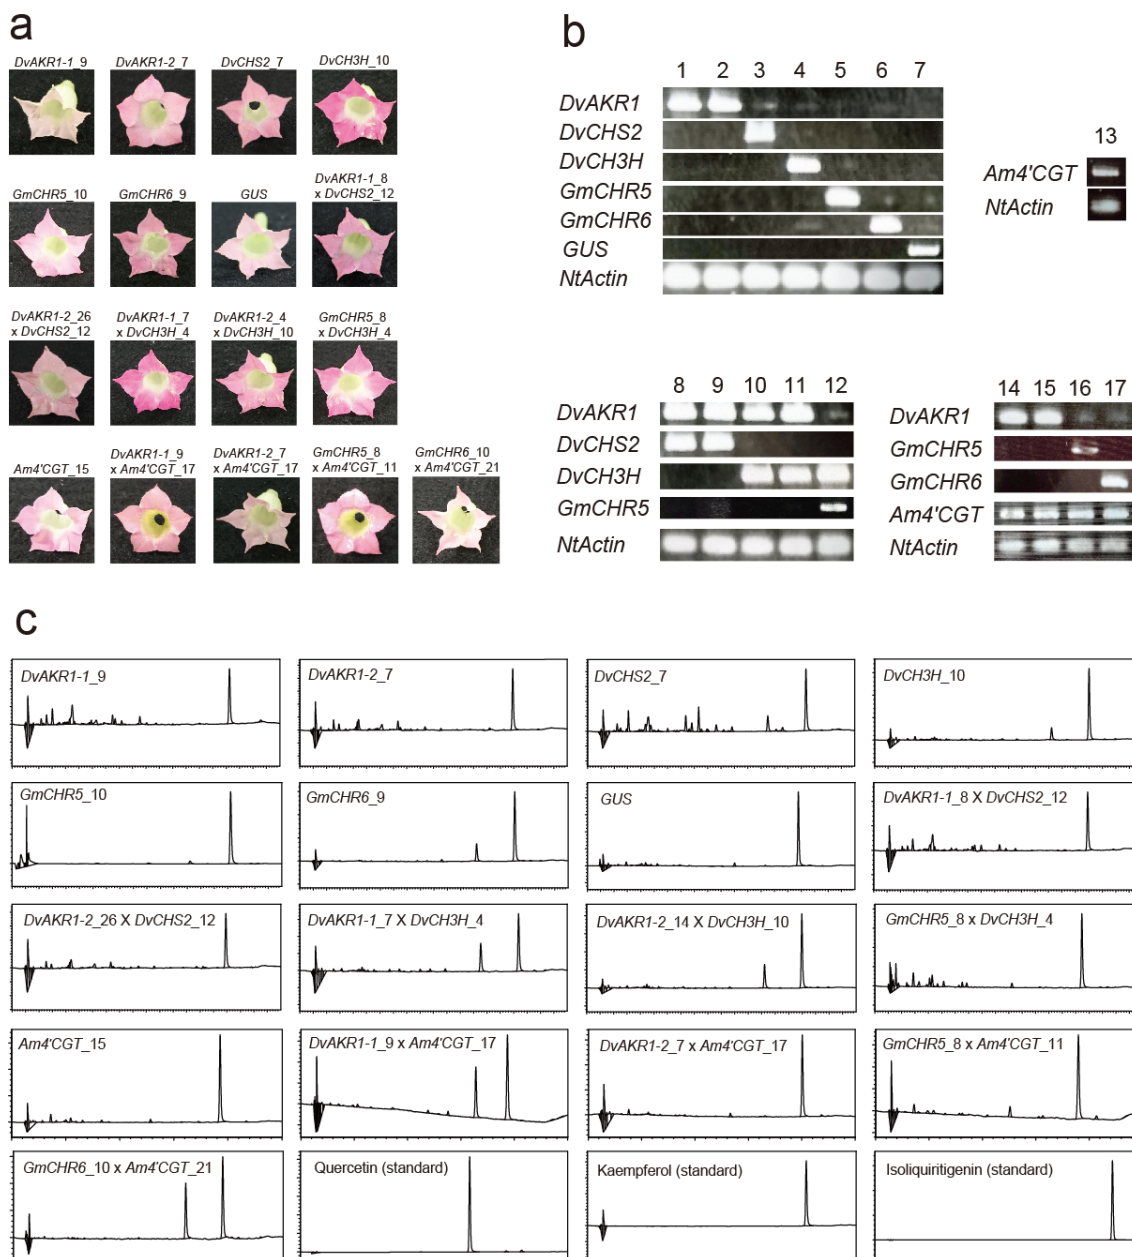 a
DvAKR1-1_9
DvAKR1-2_7
DvCHS2_7
DvCH3H_10
GmCHR5_10
GmCHR6_9
GUS
DvAKR1-1_8
x DvCHS2_12
DvAKR1-2_26
x DvCHS2_12
DvAKR1-1_7
x DvCH3H_4
DvAKR1-2_4
x DvCH3H_10
GmCHR5_8
x DvCH3H_4
Am4'CGT_15
DvAKR1-1_9
x Am4'CGT_17
DvAKR1-2_7
x Am4'CGT_17
GmCHR5_8
x Am4'CGT_11
GmCHR6_10
x Am4'CGT_21
b
1 2 3 4 5 6 7
DvAKR1
DvCHS2
DvCH3H
GmCHR5
GmCHR6
GUS
NtActin
13
Am4'CGT
NtActin
8 9 10 11 12
DvAKR1
DvCHS2
DvCH3H
GmCHR5
NtActin
14 15 16 17
DvAKR1
GmCHR5
GmCHR6
Am4'CGT
NtActin
c
DvAKR1-1_9
DvAKR1-2_7
DvCHS2_7
DvCH3H_10
GmCHR5_10
GmCHR6_9
GUS
DvAKR1-1_8 X DvCHS2_12
DvAKR1-2_26 X DvCHS2_12
DvAKR1-1_7 X DvCH3H_4
DvAKR1-2_14 X DvCH3H_10
GmCHR5_8 x DvCH3H_4
Am4'CGT_15
DvAKR1-1_9 x Am4'CGT_17
DvAKR1-2_7 x Am4'CGT_17
GmCHR5_8 x Am4'CGT_11
GmCHR6_10 x Am4'CGT_21
Quercetin (standard)
Kaempferol (standard)
Isoliquiritigenin (standard)